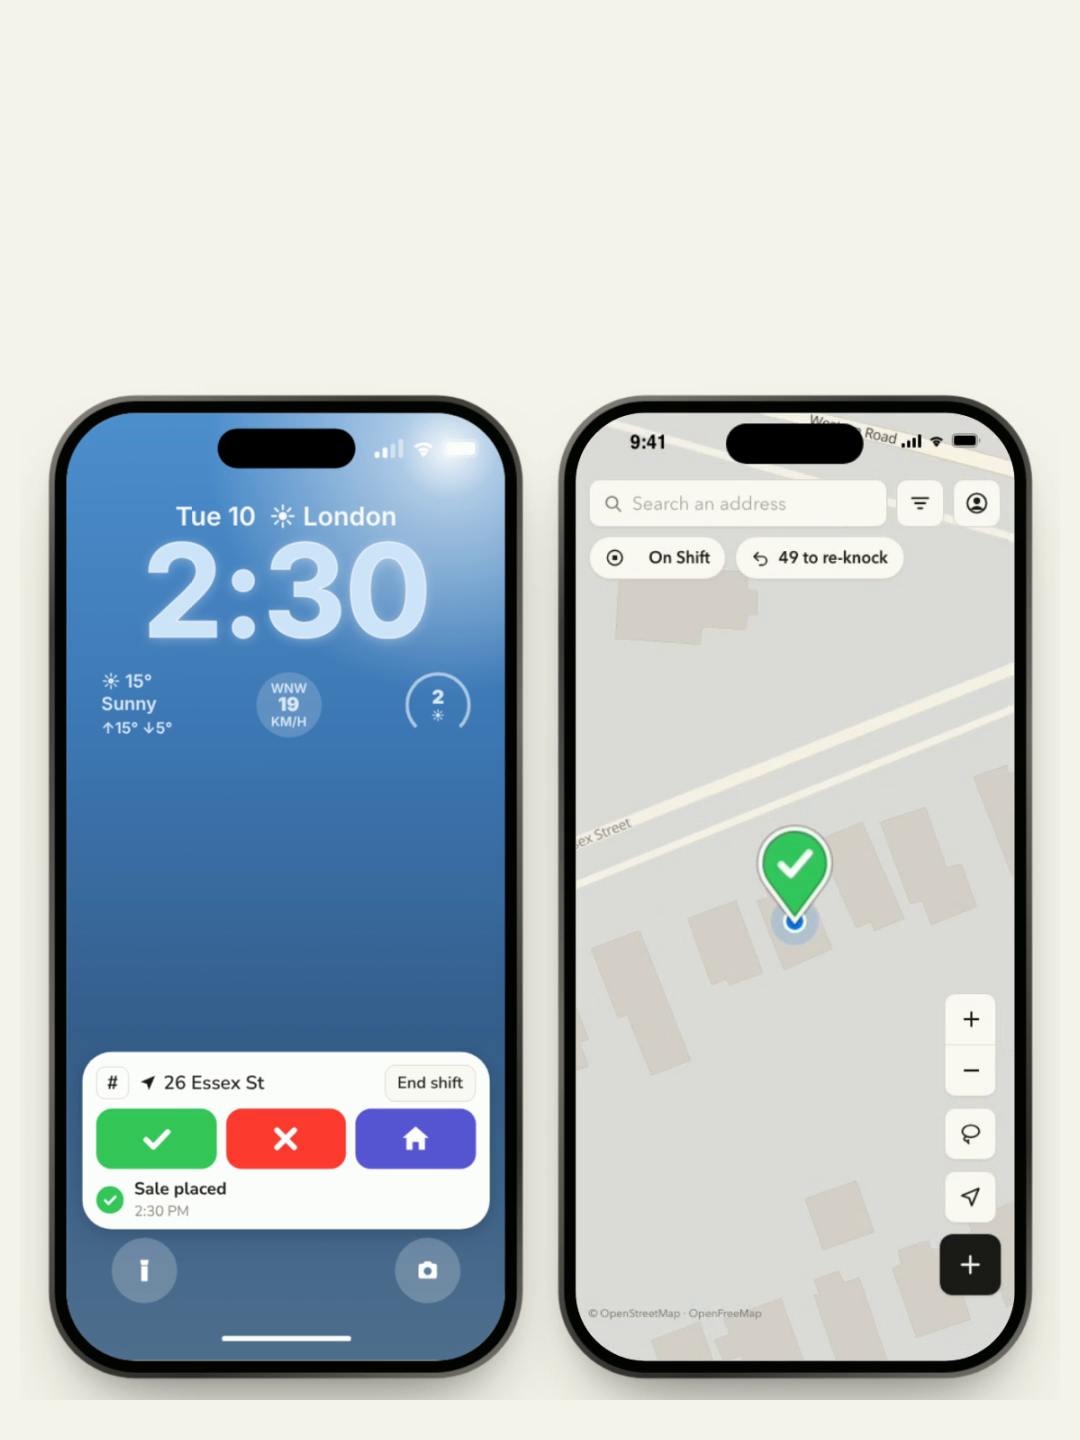 Tue 10 London
2:30
15°
Sunny
↑15° ↓5°
WNW
19
KM/H
2
# 26 Essex St
End shift
Sale placed
2:30 PM
9:41
Road
Search an address
On Shift
49 to re-knock
sex Street
© OpenStreetMap · OpenFreeMap